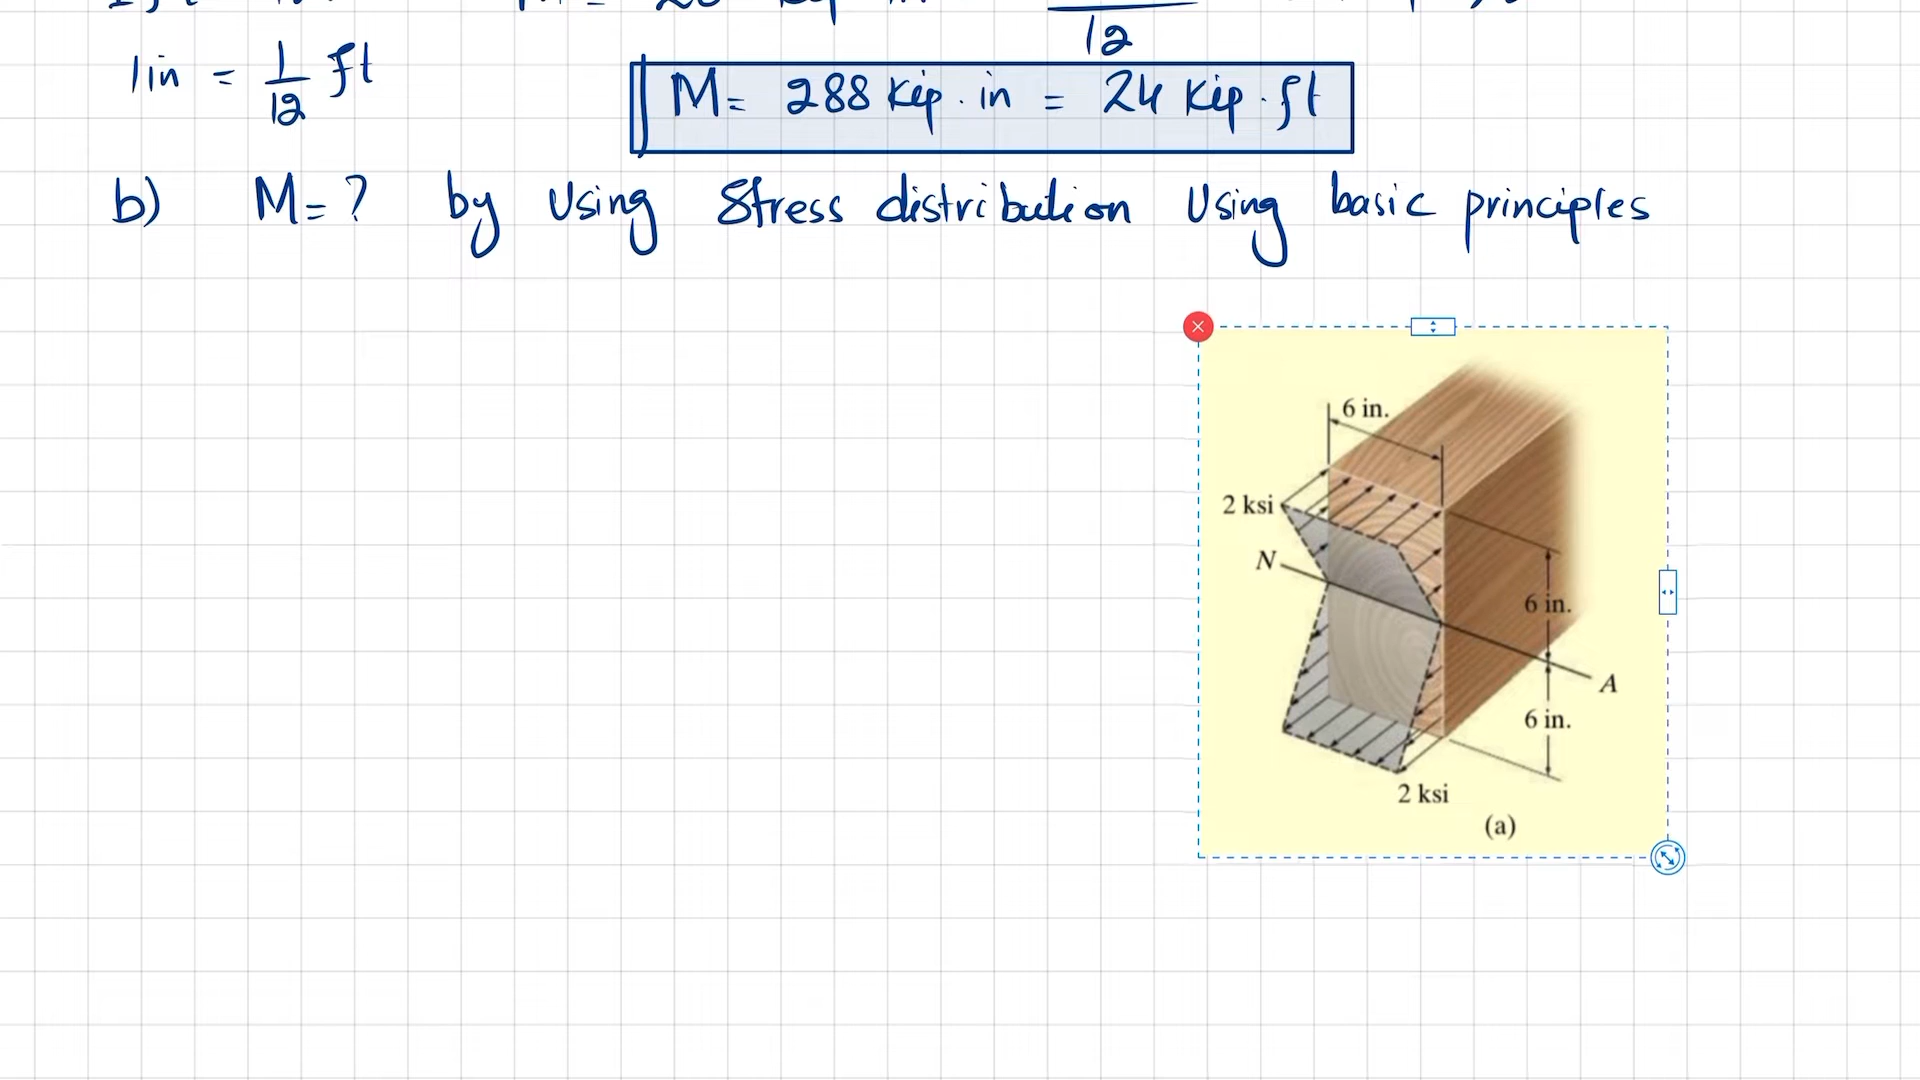 12
1in = 1/12 ft
M= 288 Kip·in = 24 Kip·ft
b) M=? by Using Stress distribution Using basic principles
6 in.
2 ksi
N
6 in.
A
6 in.
2 ksi
(a)